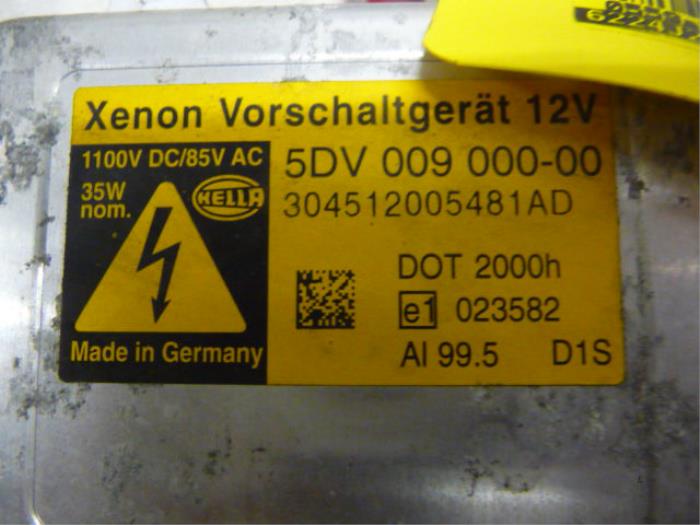 Xenon Vorschaltgerät 12V
1100V DC/85V AC
35W
nom.
HELLA
5DV 009 000-00
304512005481AD
DOT 2000h
e1 023582
Al 99.5 D1S
Made in Germany